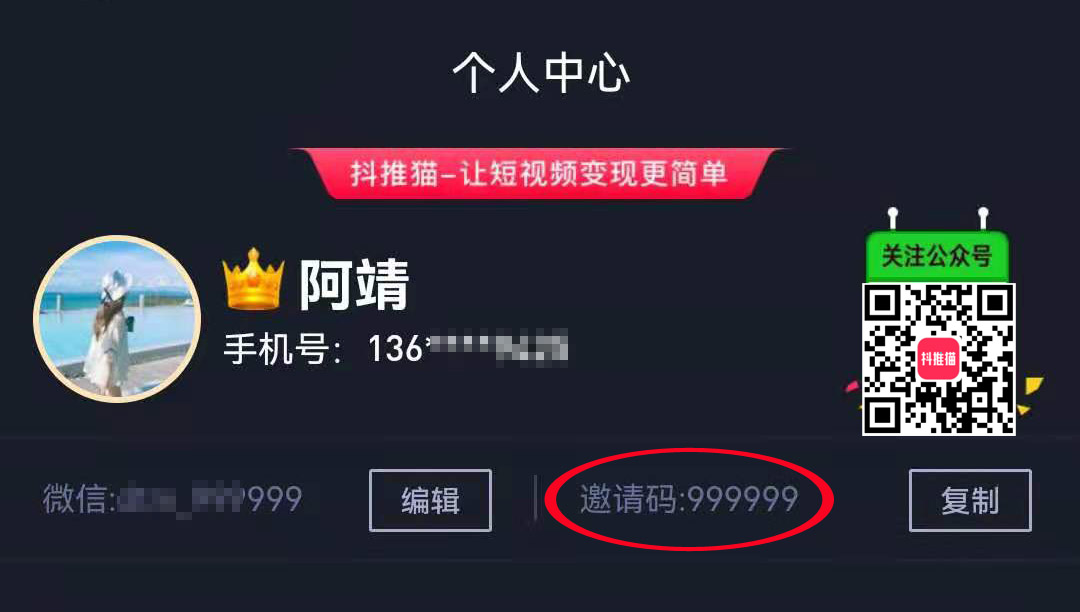 个人中心
抖推猫-让短视频变现更简单
关注公众号
阿靖
手机号：136*
抖推猫
微信:
999
编辑
邀请码:999999
复制